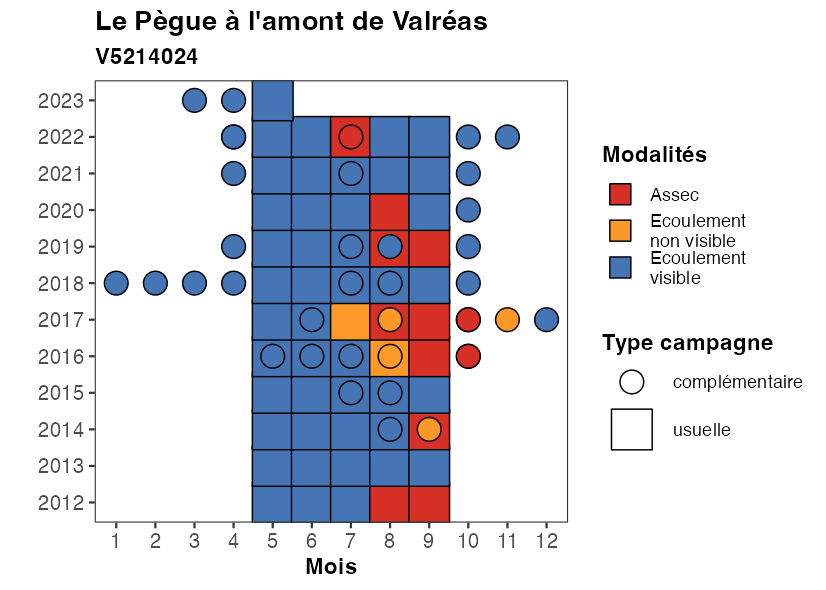 Le Pègue à l'amont de Valréas
V5214024
2023
2022
2021
2020
2019
2018
2017
2016
2015
2014
2013
2012
1 2 3 4 5 6 7 8 9 10 11 12
Mois
Modalités
Assec
Ecoulement
non visible
Ecoulement
visible
Type campagne
complémentaire
usuelle